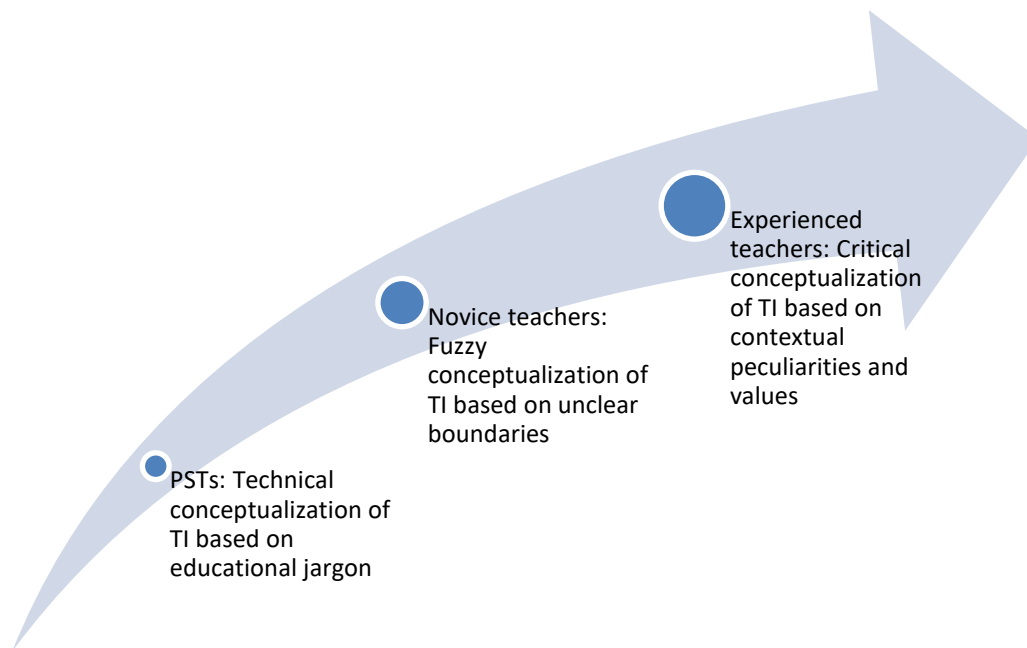 PSTs: Technical
conceptualization of
TI based on
educational jargon
Novice teachers:
Fuzzy
conceptualization of
TI based on unclear
boundaries
Experienced
teachers: Critical
conceptualization
of TI based on
contextual
peculiarities and
values